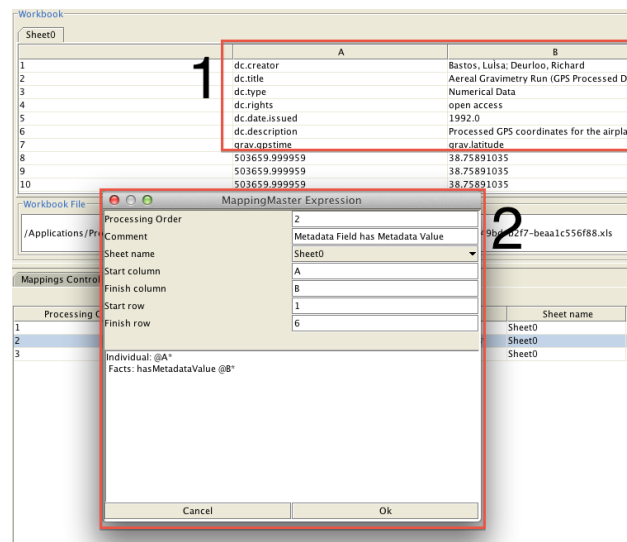 Workbook
Sheet0
A B
1 dc.creator Bastos, Luìsa; Deurloo, Richard
2 dc.title Aereal Gravimetry Run (GPS Processed D
3 dc.type Numerical Data
4 dc.rights open access
5 dc.date.issued 1992.0
6 dc.description Processed GPS coordinates for the airpla
7 grav.gpstime grav.latitude
8 503659.999959 38.75891035
9 503659.999959 38.75891035
10 503659.999959 38.75891035
1
Workbook File
/Applications/Pro
b2f7-beaa1c556f88.xls
2
MappingMaster Expression
Processing Order 2
Comment Metadata Field has Metadata Value
Sheet name Sheet0
Start column A
Finish column B
Start row 1
Finish row 6
Individual: @A*
Facts: hasMetadataValue @B*
Cancel Ok
Mappings Control
Processing Sheet name
1 Sheet0
2 Sheet0
3 Sheet0